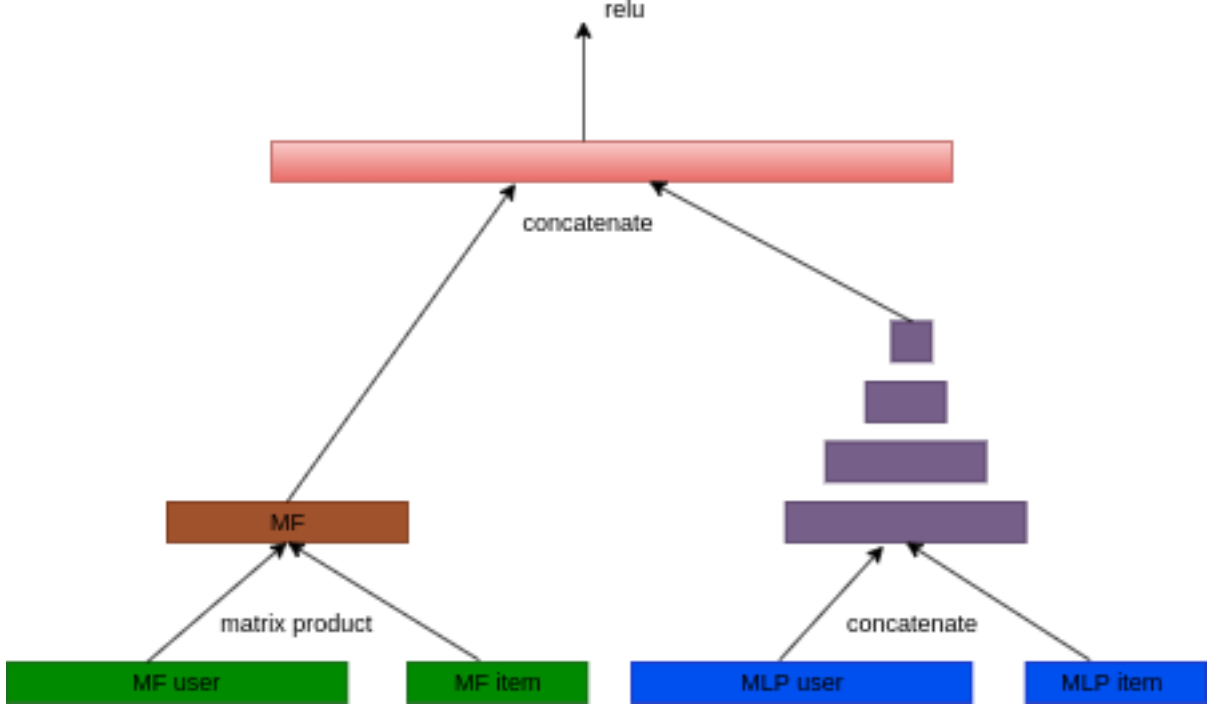 relu
concatenate
MF
matrix product
concatenate
MF user
MF item
MLP user
MLP item